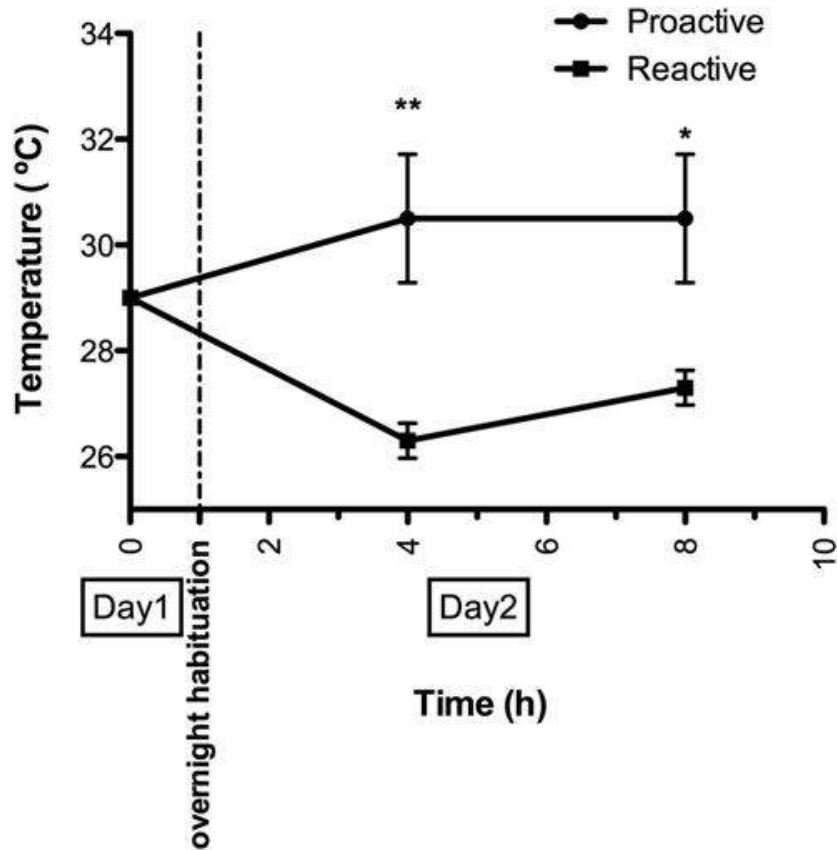 Proactive
Reactive
34
32
30
28
26
Temperature ( ºC)
**
*
0
2
4
6
8
10
overnight habituation
Day1
Day2
Time (h)